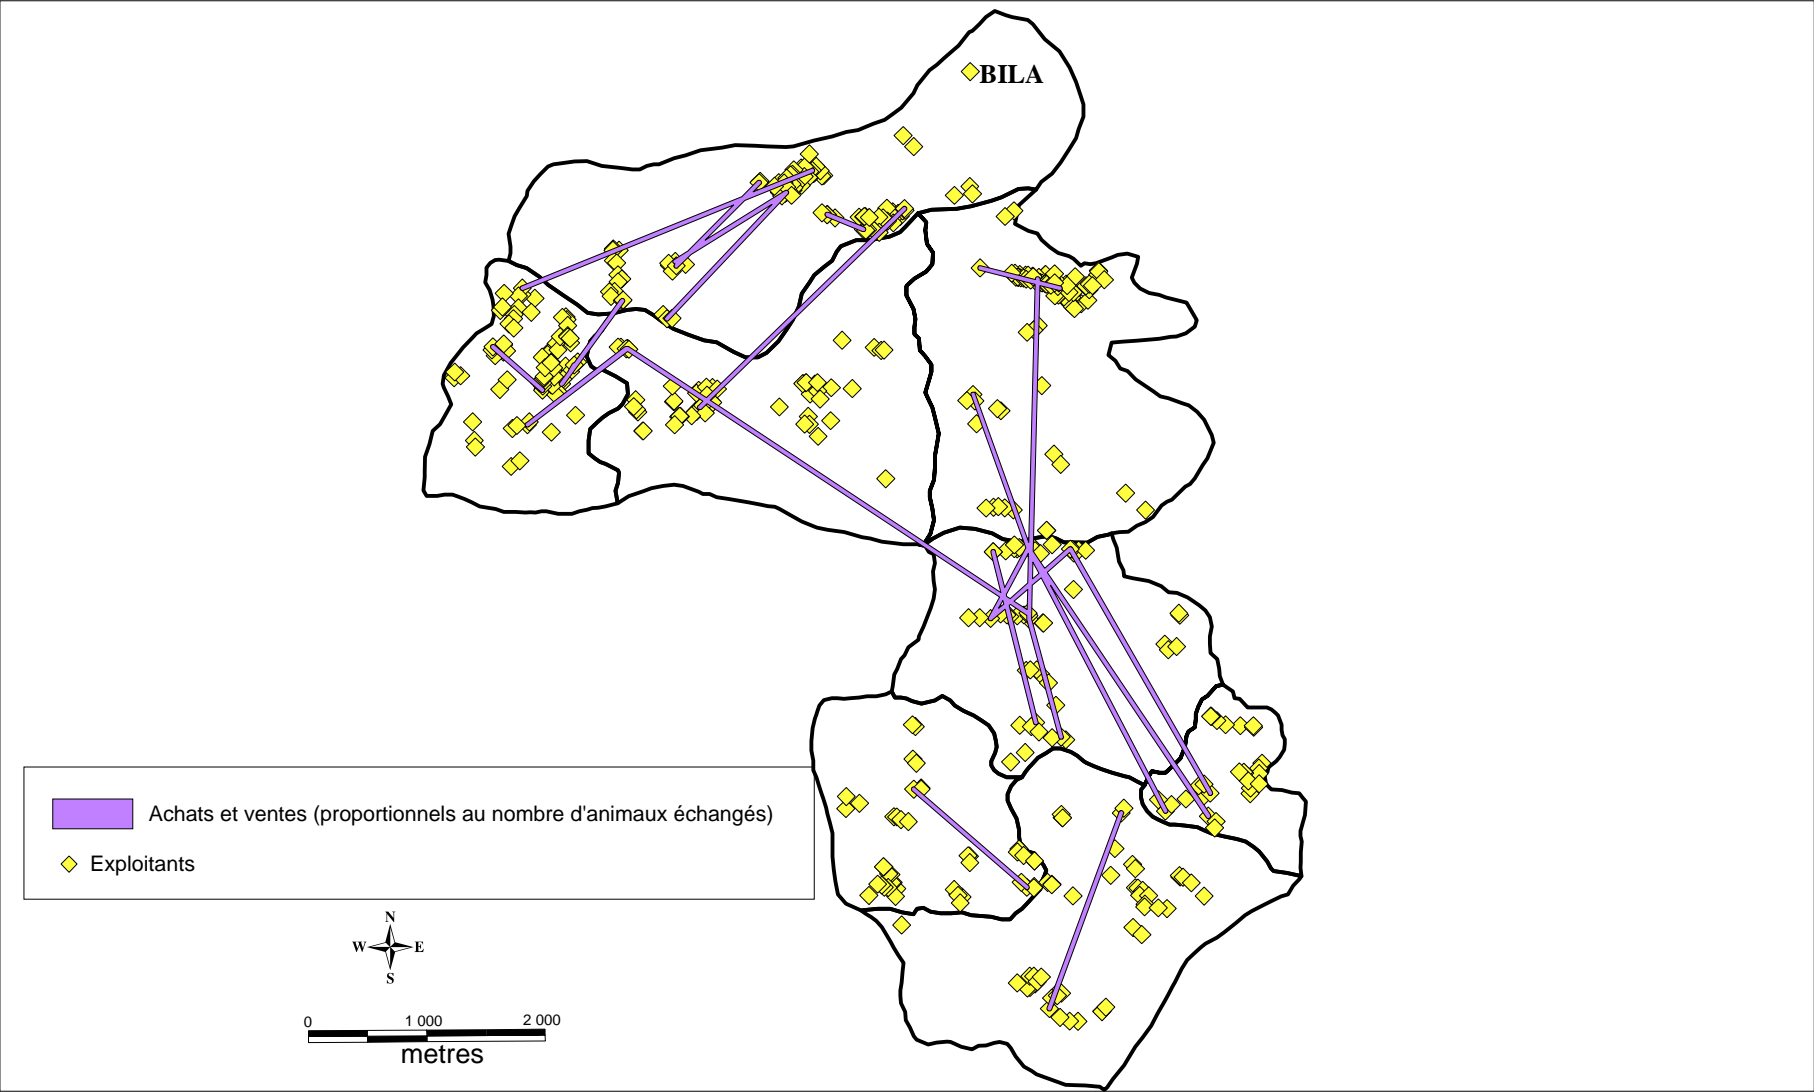 BILA
Achats et ventes (proportionnels au nombre d'animaux échangés)
Exploitants
N
W E
S
0 1 000 2 000
metres